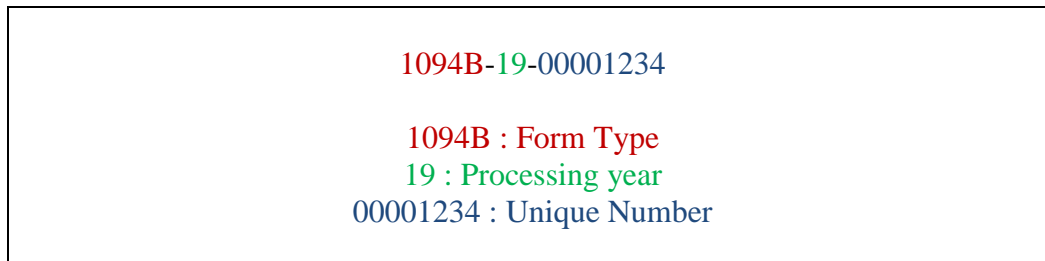 1094B-19-00001234
1094B : Form Type
19 : Processing year
00001234 : Unique Number